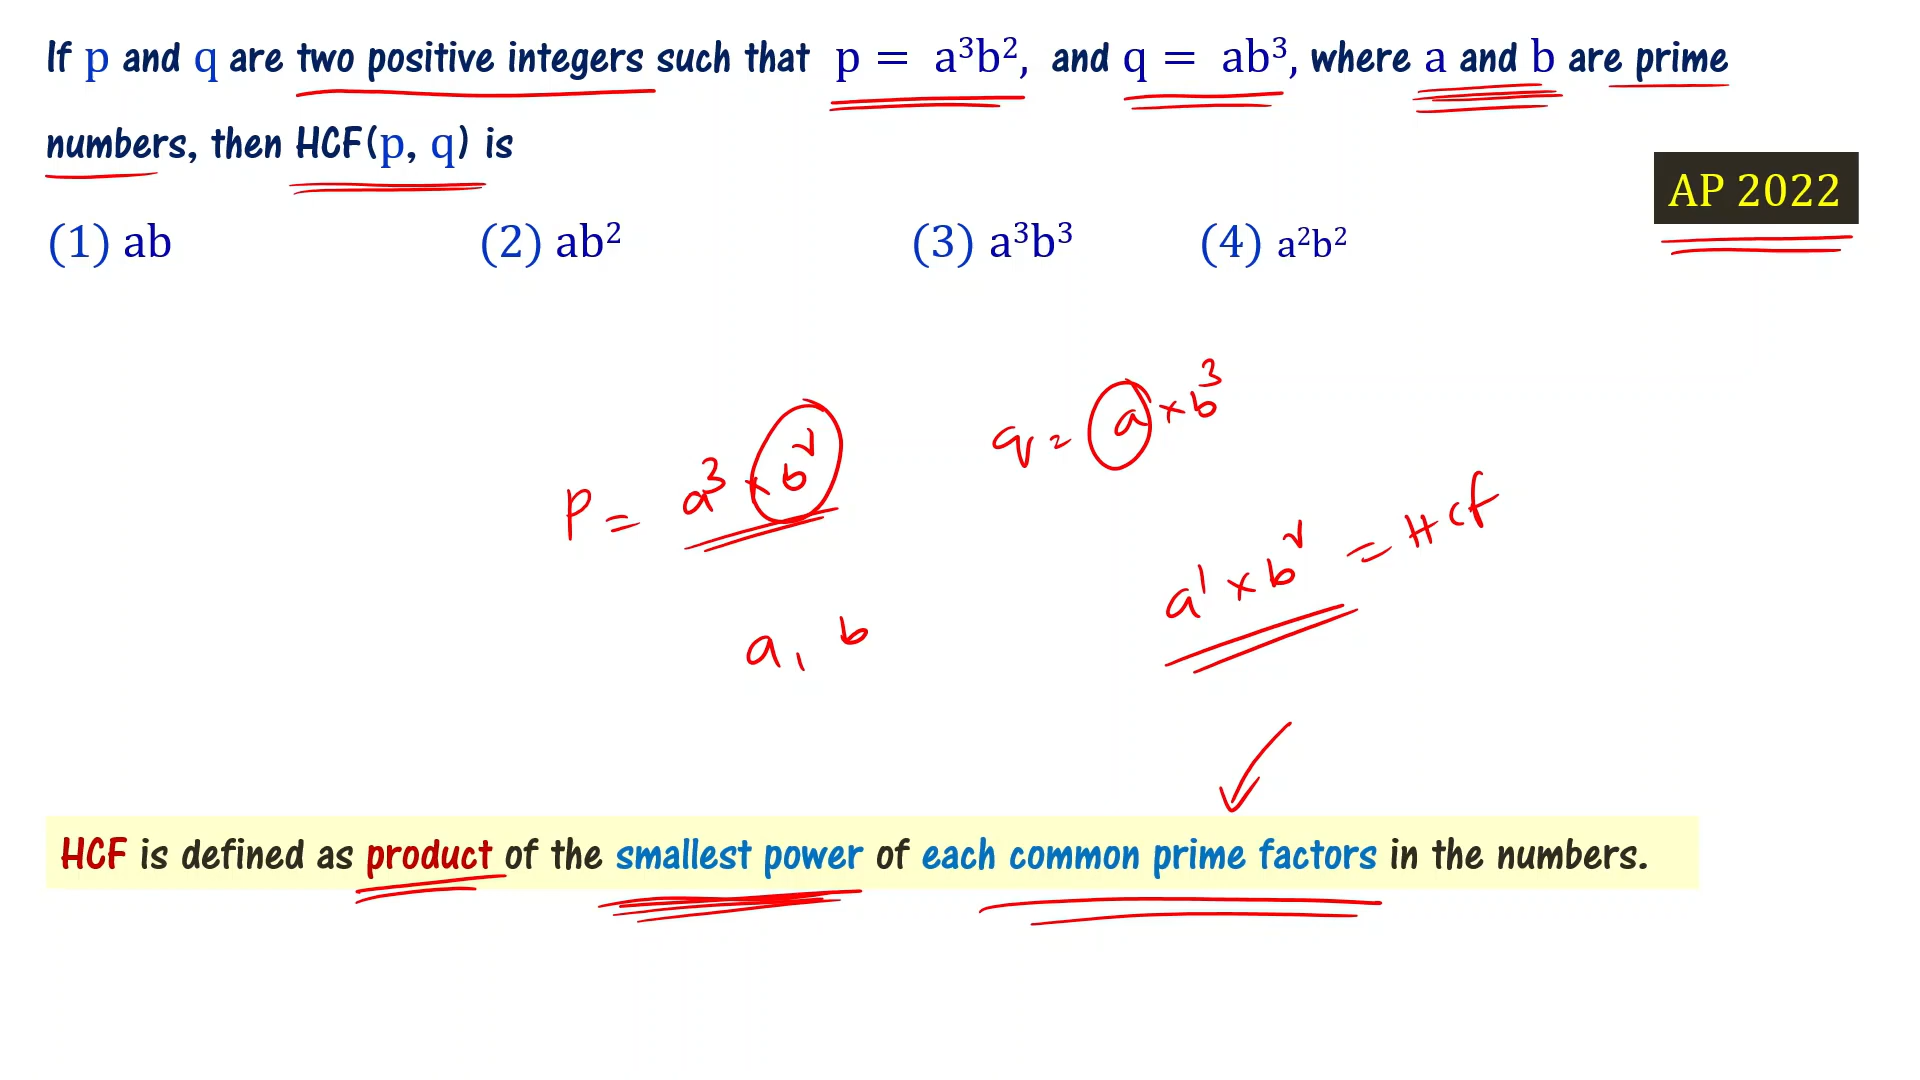 If p and q are two positive integers such that p = a³b², and q = ab³, where a and b are prime
numbers, then HCF(p, q) is
AP 2022
(1) ab (2) ab² (3) a³b³ (4) a²b²
q = a × b³
P = a³ × b²
a¹ × b² = HCF
a, b
HCF is defined as product of the smallest power of each common prime factors in the numbers.